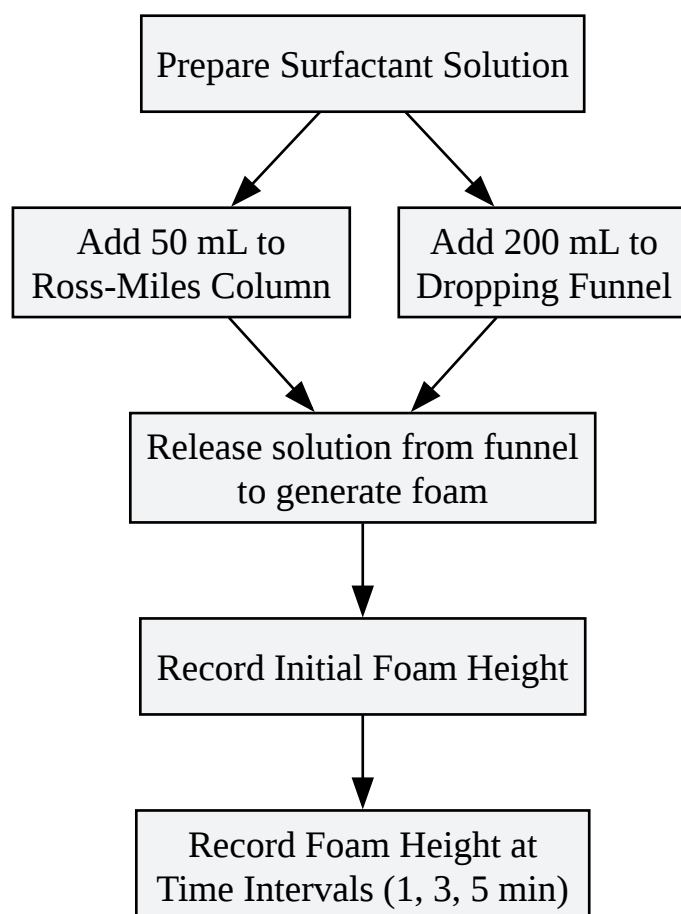 Prepare Surfactant Solution
Add 50 mL to
Ross-Miles Column
Add 200 mL to
Dropping Funnel
Release solution from funnel
to generate foam
Record Initial Foam Height
Record Foam Height at
Time Intervals (1, 3, 5 min)